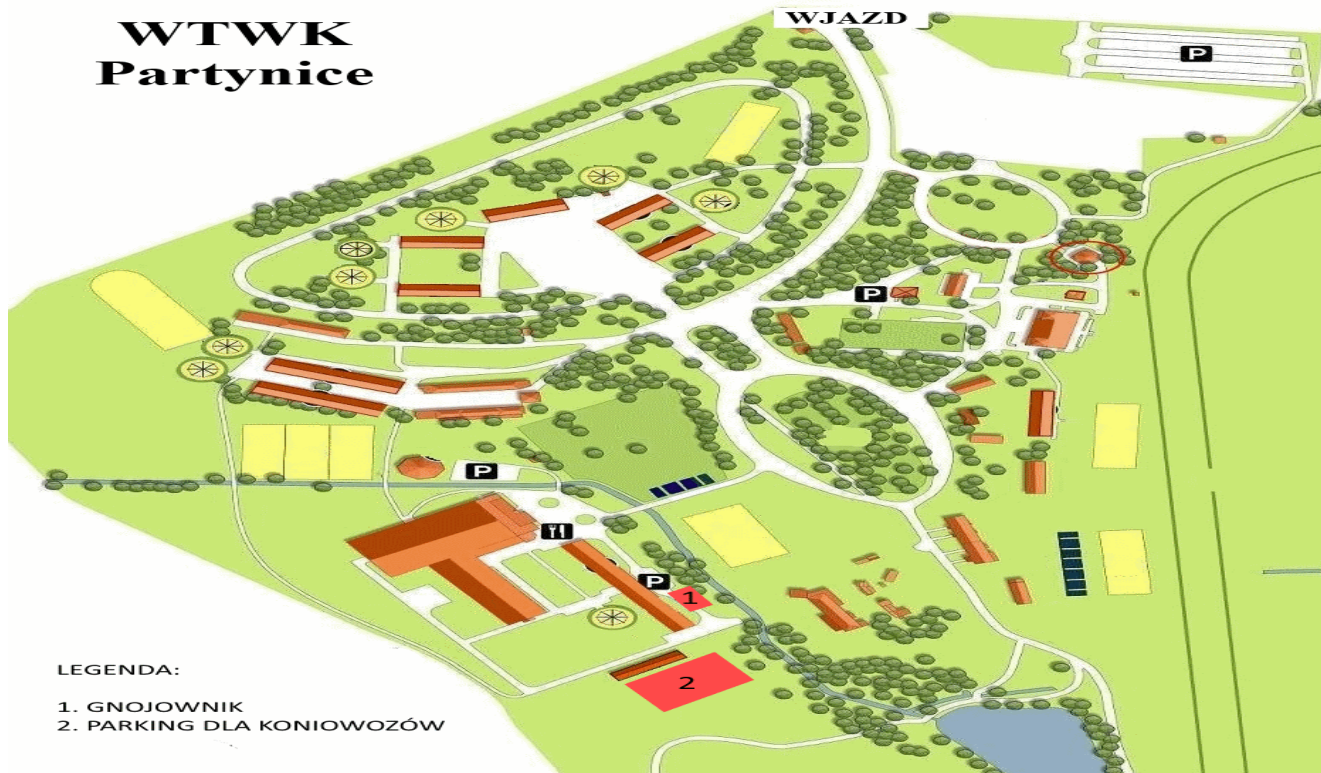 WTWK
Partynice
WJAZD
P
P
P
P
1
2
LEGENDA:
1. GNOJOWNIK
2. PARKING DLA KONIOWOZÓW